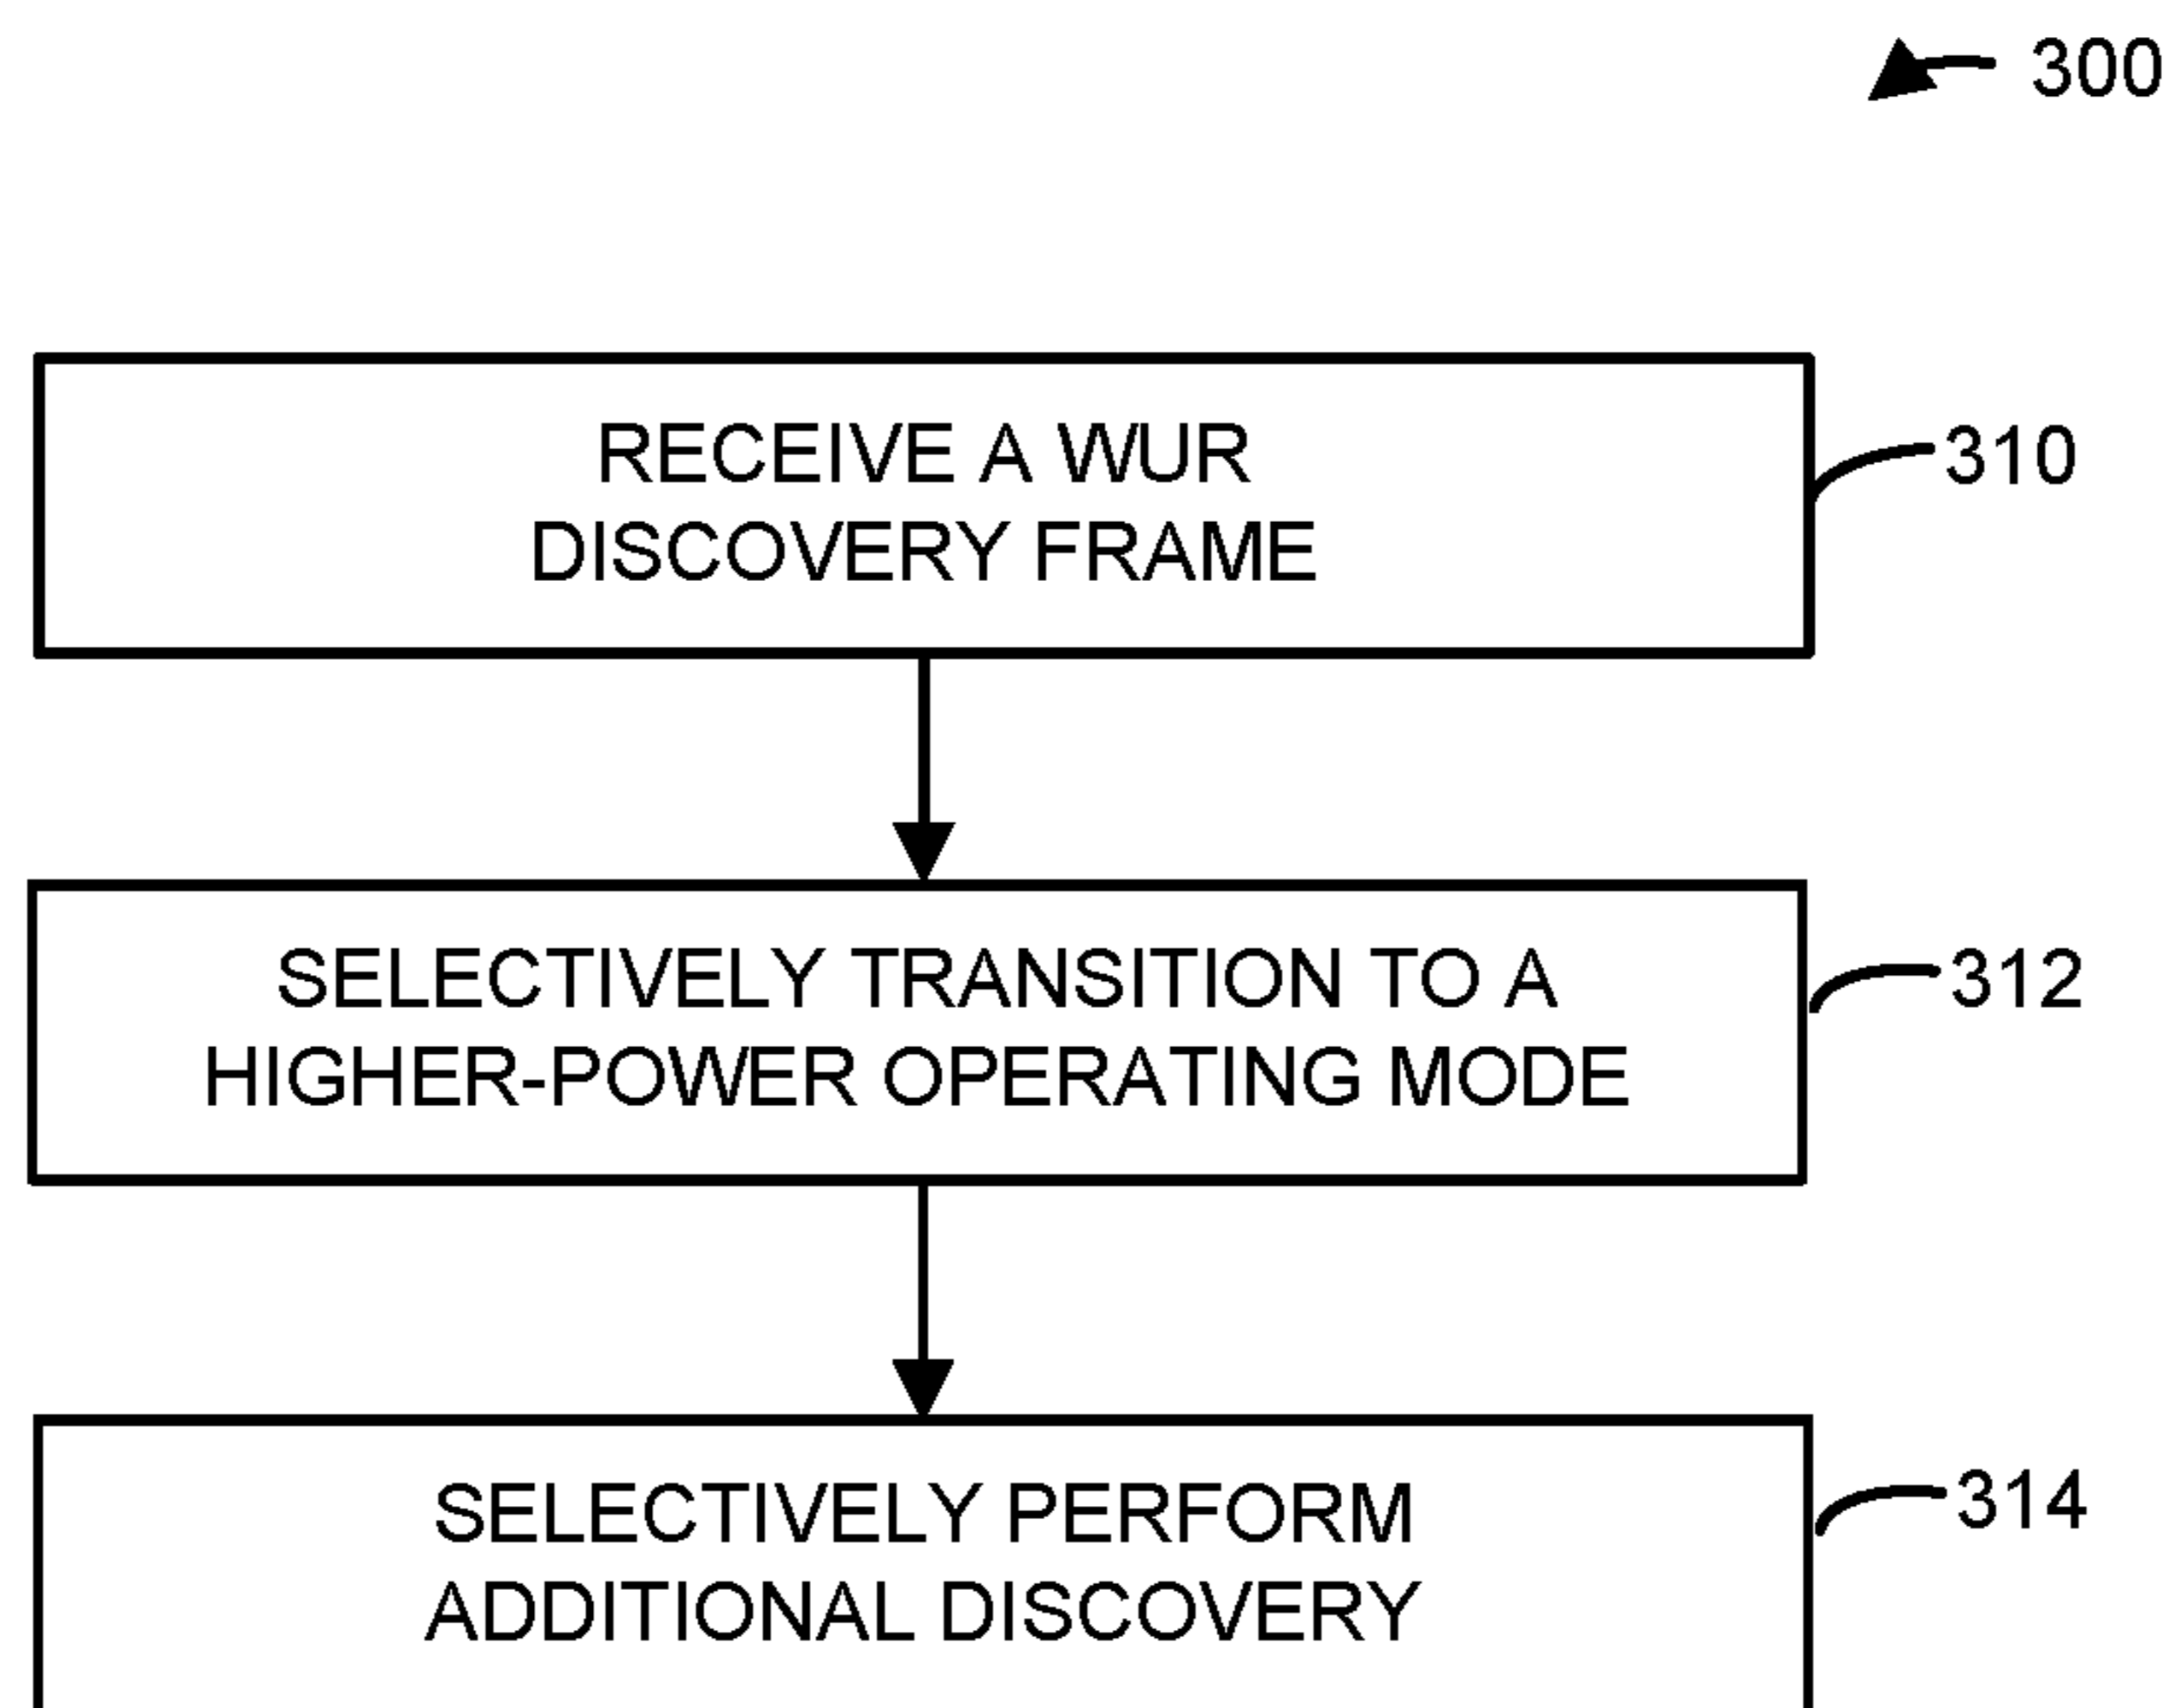 300
RECEIVE A WUR
DISCOVERY FRAME
310
SELECTIVELY TRANSITION TO A
HIGHER-POWER OPERATING MODE
312
SELECTIVELY PERFORM
ADDITIONAL DISCOVERY
314